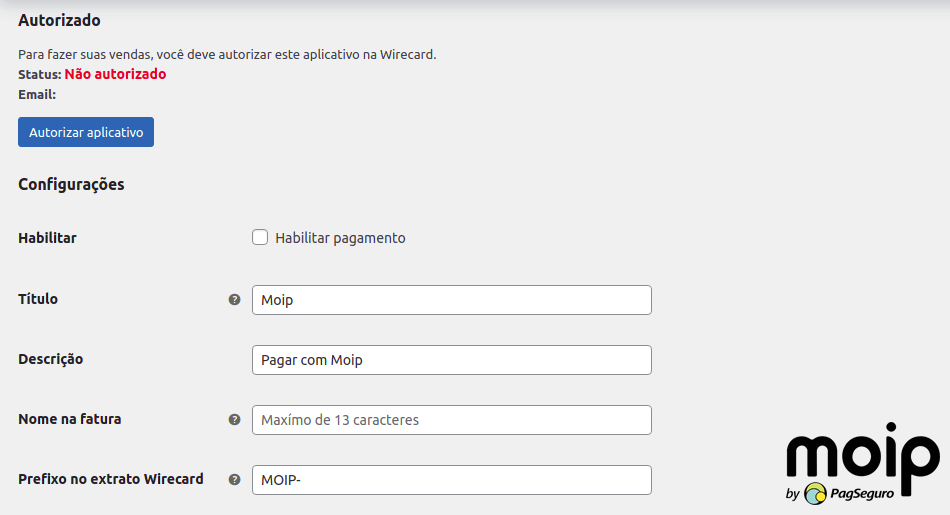 Autorizado
Para fazer suas vendas, você deve autorizar este aplicativo na Wirecard.
Status: Não autorizado
Email:
Autorizar aplicativo
Configurações
Habilitar
Habilitar pagamento
Título
?
Moip
Descrição
Pagar com Moip
Nome na fatura
?
Maxímo de 13 caracteres
Prefixo no extrato Wirecard
?
MOIP-
moip
by PagSeguro